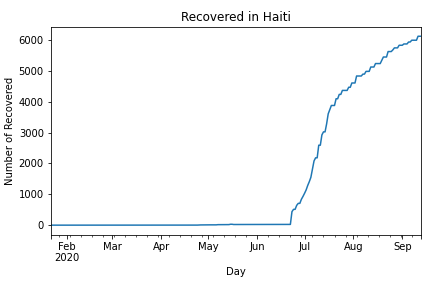 Recovered in Haiti
Number of Recovered
6000
5000
4000
3000
2000
1000
0
Feb Mar Apr May Jun Jul Aug Sep
2020
Day